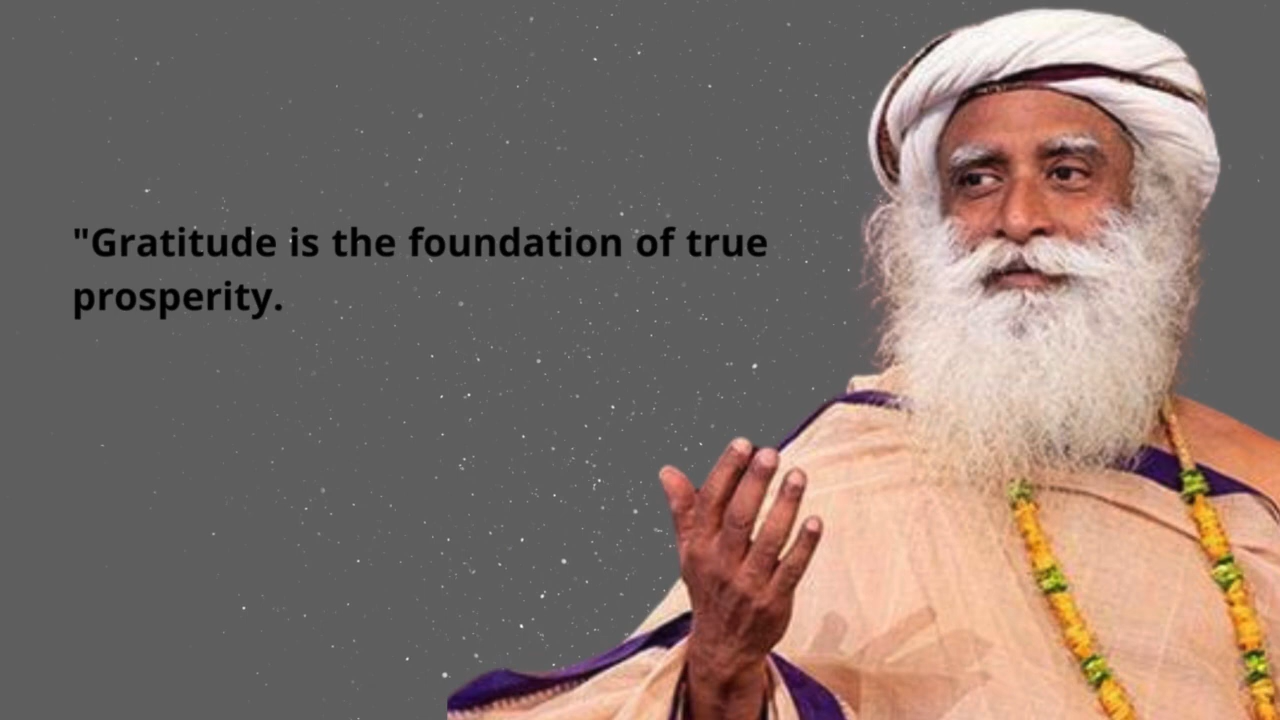 "Gratitude is the foundation of true
prosperity.